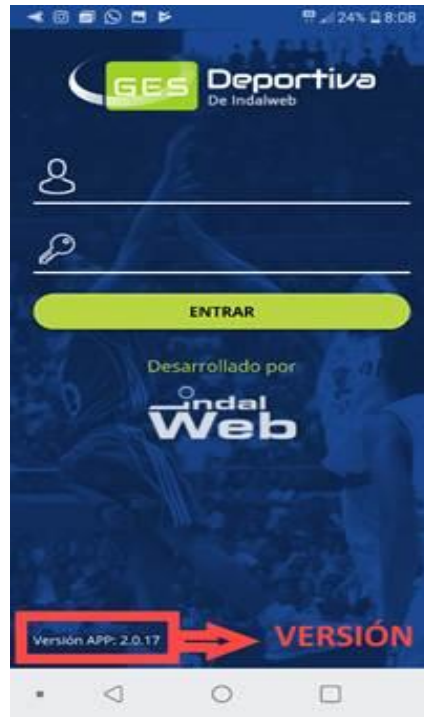 24% 8:08
GES Deportiva
De Indalweb
ENTRAR
Desarrollado por
indal
Web
Versión APP: 2.0.17
VERSIÓN